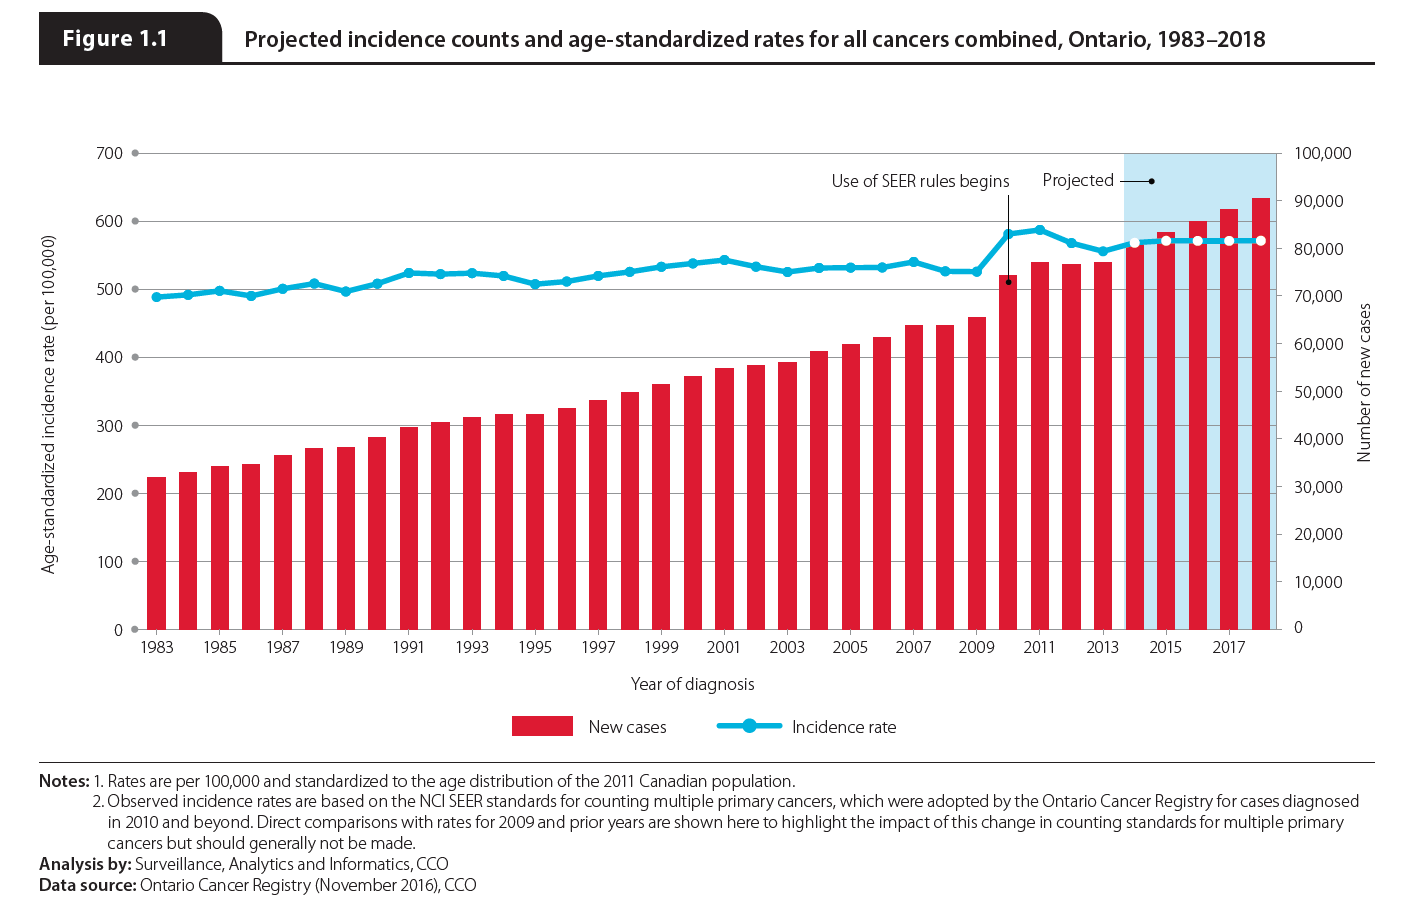 Figure 1.1
Projected incidence counts and age-standardized rates for all cancers combined, Ontario, 1983–2018
Age-standardized incidence rate (per 100,000)
700
600
500
400
300
200
100
0
Use of SEER rules begins
Projected
100,000
90,000
80,000
70,000
60,000
50,000
40,000
30,000
20,000
10,000
0
Number of new cases
1983 1985 1987 1989 1991 1993 1995 1997 1999 2001 2003 2005 2007 2009 2011 2013 2015 2017
Year of diagnosis
New cases Incidence rate
Notes: 1. Rates are per 100,000 and standardized to the age distribution of the 2011 Canadian population.
2. Observed incidence rates are based on the NCI SEER standards for counting multiple primary cancers, which were adopted by the Ontario Cancer Registry for cases diagnosed
in 2010 and beyond. Direct comparisons with rates for 2009 and prior years are shown here to highlight the impact of this change in counting standards for multiple primary
cancers but should generally not be made.
Analysis by: Surveillance, Analytics and Informatics, CCO
Data source: Ontario Cancer Registry (November 2016), CCO